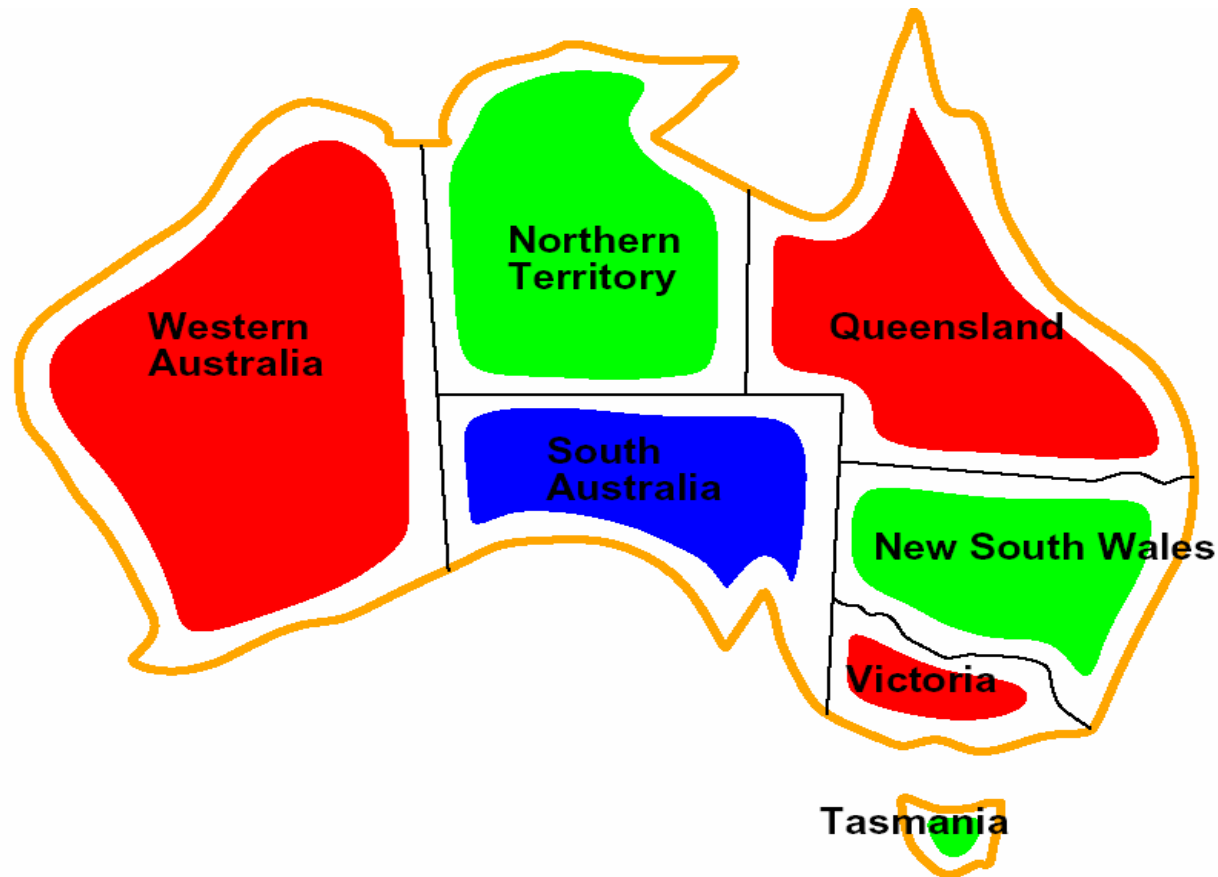 Northern
Territory
Western
Australia
Queensland
South
Australia
New South Wales
Victoria
Tasmania